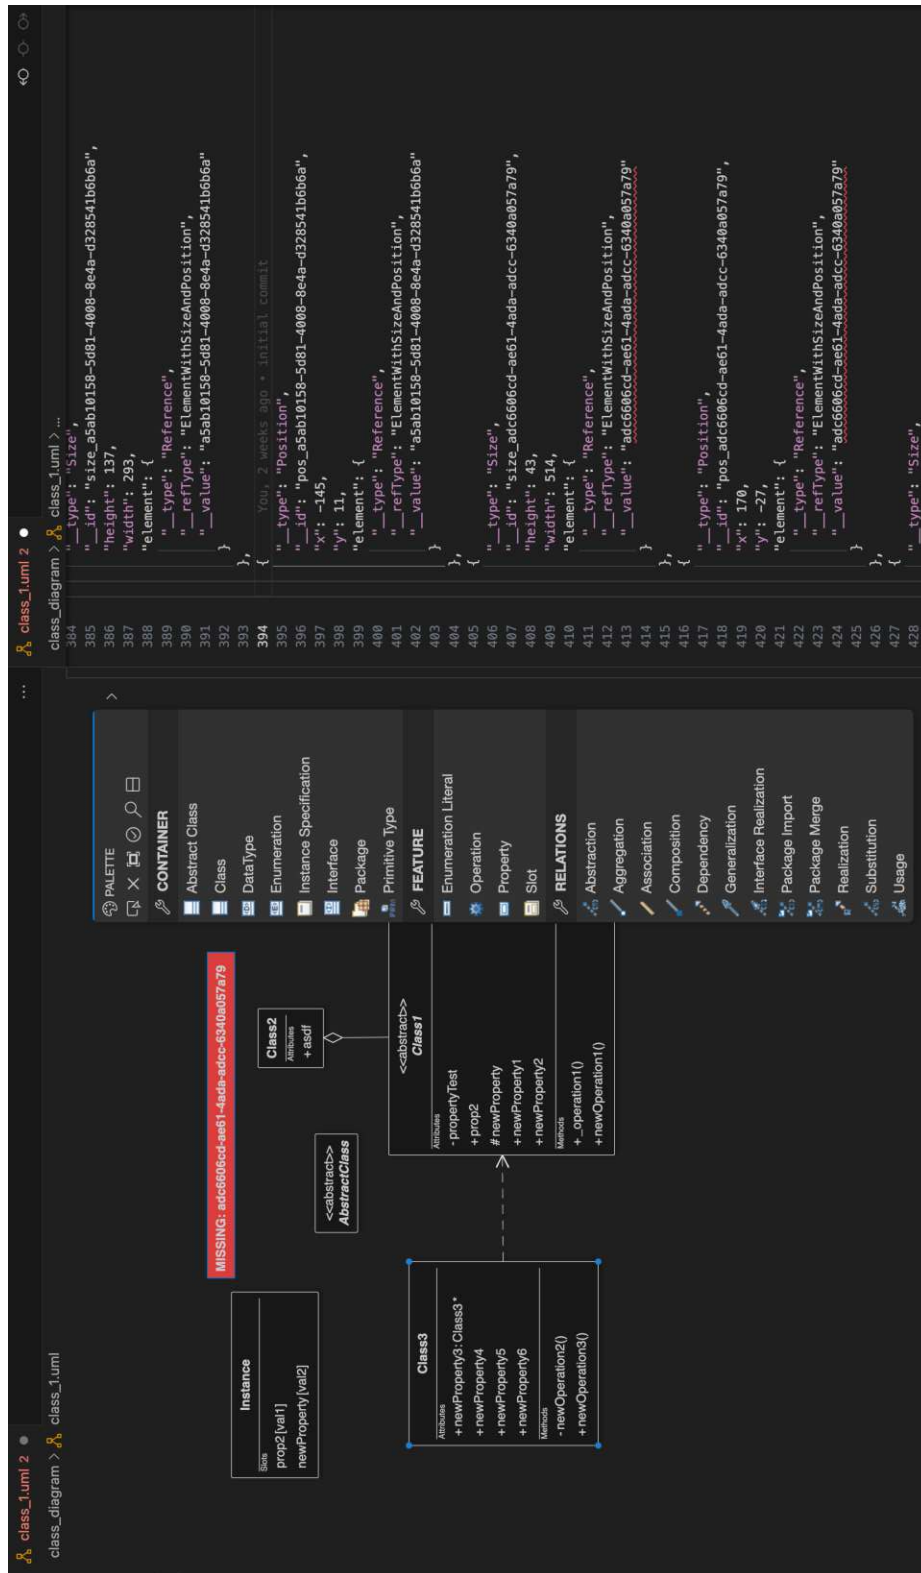 class_1.uml 2
class_diagram > class_1.uml
Instance
Slots
prop2[val1]
newProperty[val2]
MISSING: adc6606cd-ae61-4ada-adcc-6340a057a79
<<abstract>>
AbstractClass
Class2
Attributes
+ asdf
Class3
Attributes
+ newProperty3: Class3*
+ newProperty4
+ newProperty5
+ newProperty6
Methods
- newOperation2()
+ newOperation3()
<<abstract>>
Class1
Attributes
- propertyTest
+ prop2
# newProperty
+ newProperty1
+ newProperty2
Methods
+ _operation1()
+ newOperation1()
PALETTE
CONTAINER
Abstract Class
Class
DataType
Enumeration
Instance Specification
Interface
Package
Primitive Type
FEATURE
Enumeration Literal
Operation
Property
Slot
RELATIONS
Abstraction
Aggregation
Association
Composition
Dependency
Generalization
Interface Realization
Package Import
Package Merge
Realization
Substitution
Usage
class_1.uml 2
class_diagram > class_1.uml > ...
384 "__type": "Size",
385 "__id": "size_a5ab10158-5d81-4008-8e4a-d328541b6b6a",
386 "height": 137,
387 "width": 293,
388 "element": {
389 "__type": "Reference",
390 "__refType": "ElementWithSizeAndPosition",
391 "__value": "a5ab10158-5d81-4008-8e4a-d328541b6b6a"
392 }
393 },
394 { You, 2 weeks ago • initial commit
395 "__type": "Position",
396 "__id": "pos_a5ab10158-5d81-4008-8e4a-d328541b6b6a",
397 "x": -145,
398 "y": 11,
399 "element": {
400 "__type": "Reference",
401 "__refType": "ElementWithSizeAndPosition",
402 "__value": "a5ab10158-5d81-4008-8e4a-d328541b6b6a"
403 }
404 },
405 {
406 "__type": "Size",
407 "__id": "size_adc6606cd-ae61-4ada-adcc-6340a057a79",
408 "height": 43,
409 "width": 514,
410 "element": {
411 "__type": "Reference",
412 "__refType": "ElementWithSizeAndPosition",
413 "__value": "adc6606cd-ae61-4ada-adcc-6340a057a79"
414 }
415 },
416 {
417 "__type": "Position",
418 "__id": "pos_adc6606cd-ae61-4ada-adcc-6340a057a79",
419 "x": 170,
420 "y": -27,
421 "element": {
422 "__type": "Reference",
423 "__refType": "ElementWithSizeAndPosition",
424 "__value": "adc6606cd-ae61-4ada-adcc-6340a057a79"
425 }
426 },
427 {
428 "__type": "Size",